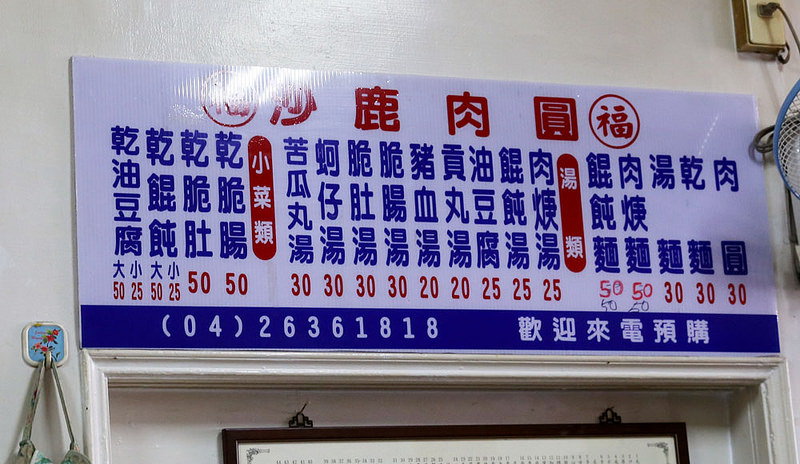 福 沙鹿肉圓 福
肉圓 30
乾麵 30
湯麵 30
肉焿麵 50 50
餛飩麵 50 50
湯類
肉焿湯 25
餛飩湯 25
油豆腐 25
貢丸湯 20
豬血湯 20
脆腸湯 30
脆肚湯 30
蚵仔湯 30
苦瓜丸湯 30
小菜類
乾脆腸 50
乾脆肚 50
乾餛飩 大50 小25
乾油豆腐 大50 小25
(04)26361818 歡迎來電預購